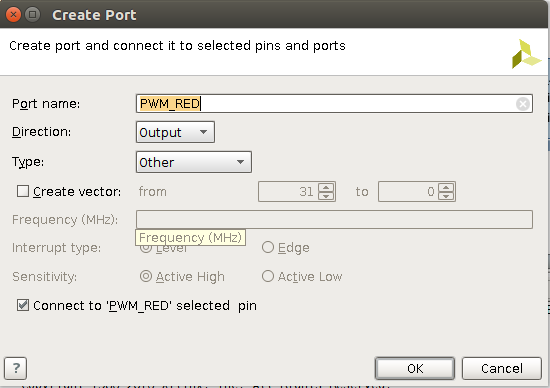 Create Port
Create port and connect it to selected pins and ports
Port name: PWM_RED
Direction: Output
Type: Other
Create vector: from 31 to 0
Frequency (MHz):
Frequency (MHz)
Interrupt type: Level Edge
Sensitivity: Active High Active Low
Connect to 'PWM_RED' selected pin
? OK Cancel